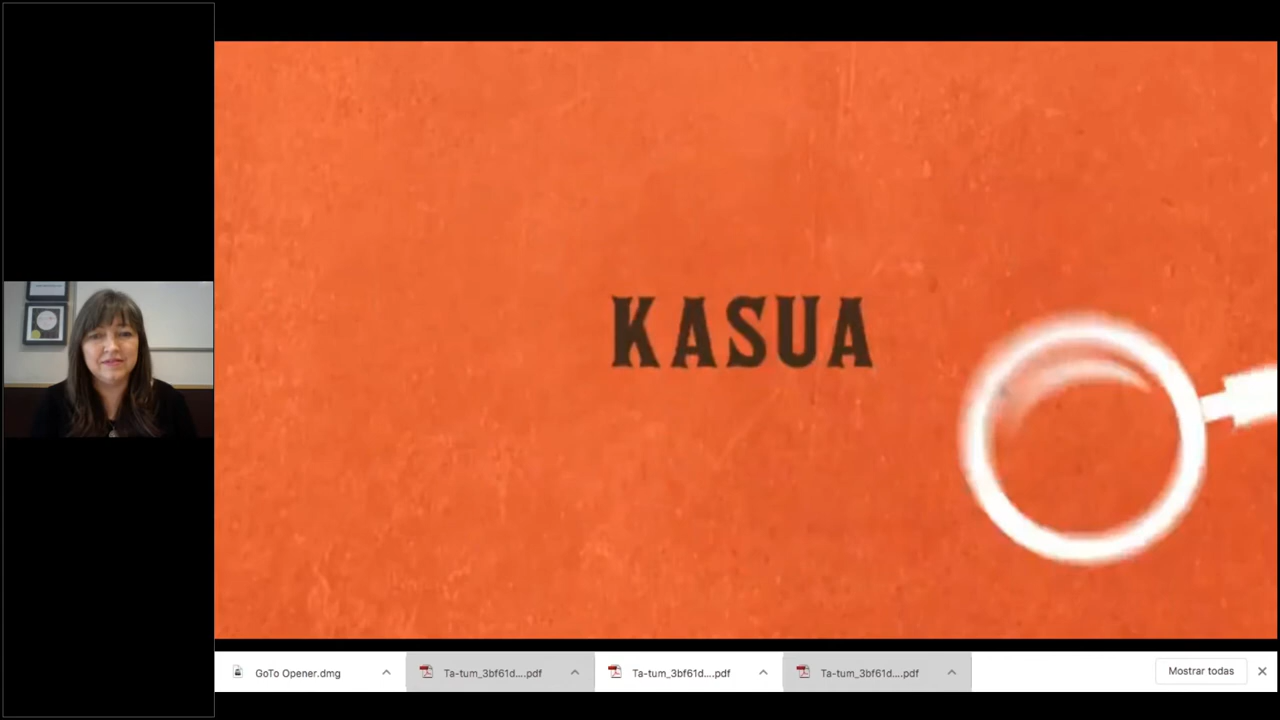 KASUA
GoTo Opener.dmg
Ta-tum_3bf61d....pdf
Ta-tum_3bf61d....pdf
Ta-tum_3bf61d....pdf
Mostrar todas